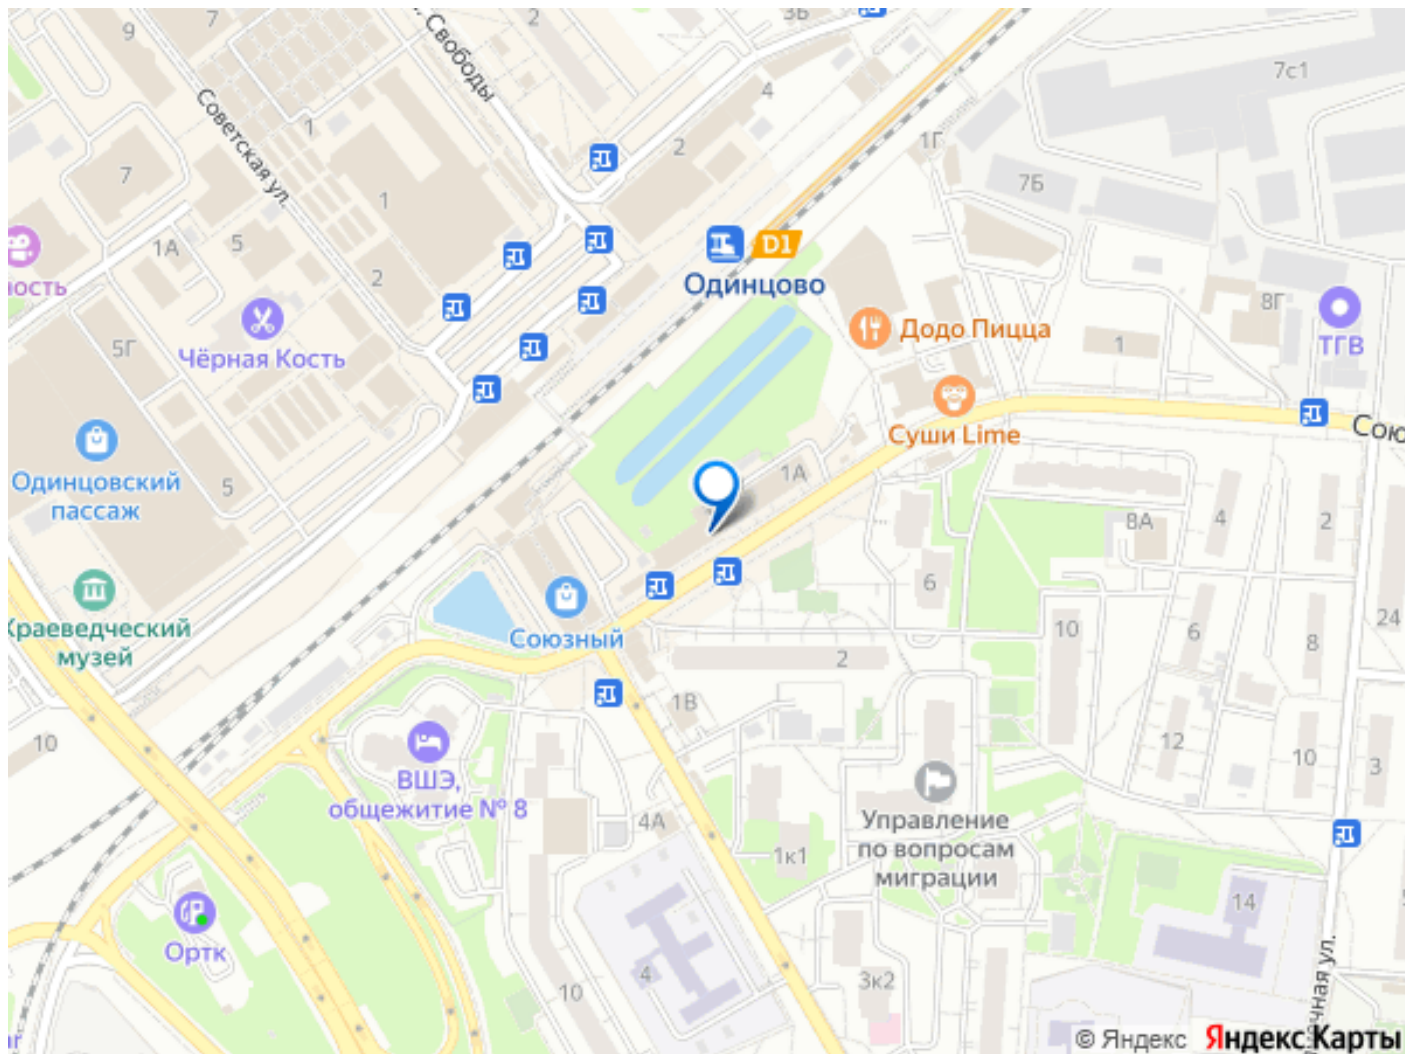 9
7
2
3Б
Свободы
7с1
4
Советская ул.
1
2
1Г
7
1
7Б
1А
5
D1
Одинцово
ность
2
8Г
5Г
Чёрная Кость
Додо Пицца
1
ТГВ
Суши Lime
Сою
Одинцовский
пассаж
5
1А
8А
4
2
6
Союзный
Краеведческий
музей
10
6
8
24
2
1В
10
12
10
3
ВШЭ,
общежитие № 8
4А
Управление
по вопросам
миграции
1к1
14
Ортк
4
10
3к2
чная ул.
© Яндекс
Яндекс Карты